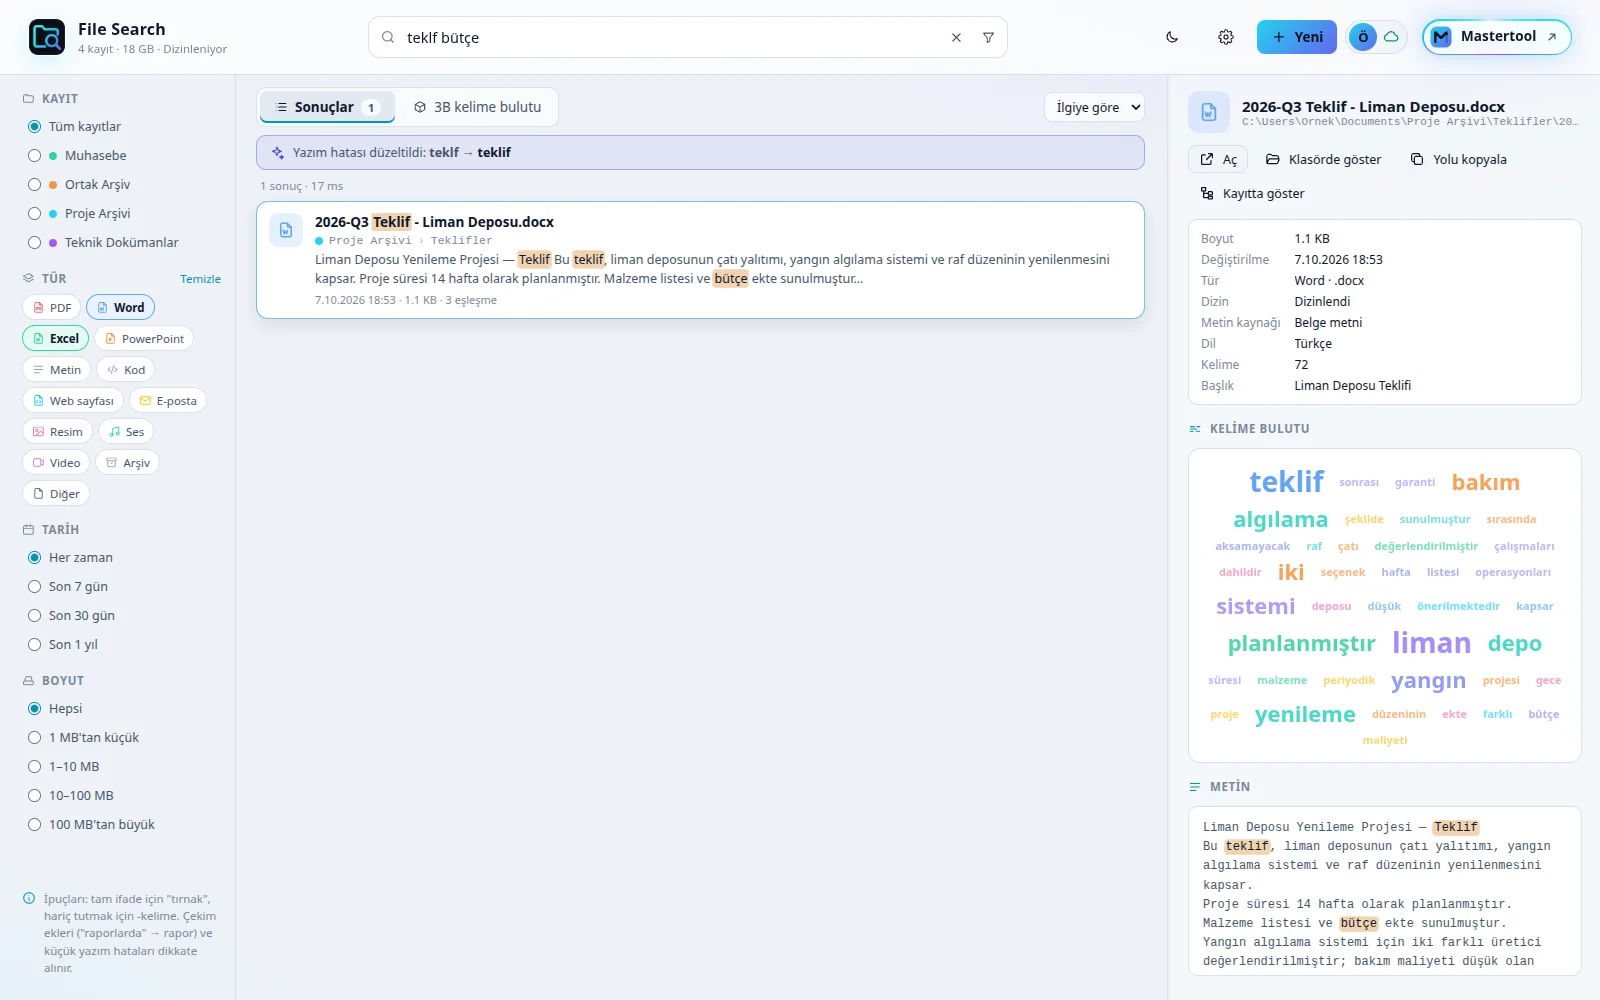 File Search
4 kayıt · 18 GB · Dizinleniyor
teklf bütçe
Yeni
Ö
Mastertool
KAYIT
Tüm kayıtlar
Muhasebe
Ortak Arşiv
Proje Arşivi
Teknik Dokümanlar
TÜR
Temizle
PDF
Word
Excel
PowerPoint
Metin
Kod
Web sayfası
E-posta
Resim
Ses
Video
Arşiv
Diğer
TARİH
Her zaman
Son 7 gün
Son 30 gün
Son 1 yıl
BOYUT
Hepsi
1 MB'tan küçük
1–10 MB
10–100 MB
100 MB'tan büyük
İpuçları: tam ifade için "tırnak",
hariç tutmak için -kelime. Çekim
ekleri ("raporlarda" → rapor) ve
küçük yazım hataları dikkate
alınır.
Sonuçlar 1
3B kelime bulutu
İlgiye göre
Yazım hatası düzeltildi: teklf → teklif
1 sonuç · 17 ms
2026-Q3 Teklif - Liman Deposu.docx
Proje Arşivi › Teklifler
Liman Deposu Yenileme Projesi — Teklif Bu teklif, liman deposunun çatı yalıtımı, yangın algılama sistemi ve raf düzeninin yenilenmesini
kapsar. Proje süresi 14 hafta olarak planlanmıştır. Malzeme listesi ve bütçe ekte sunulmuştur…
7.10.2026 18:53 · 1.1 KB · 3 eşleşme
2026-Q3 Teklif - Liman Deposu.docx
C:\Users\Ornek\Documents\Proje Arşivi\Teklifler\20…
Aç
Klasörde göster
Yolu kopyala
Kayıtta göster
Boyut 1.1 KB
Değiştirilme 7.10.2026 18:53
Tür Word · .docx
Dizin Dizinlendi
Metin kaynağı Belge metni
Dil Türkçe
Kelime 72
Başlık Liman Deposu Teklifi
KELİME BULUTU
teklif sonrası garanti bakım
algılama şekilde sunulmuştur sırasında
aksamayacak raf çatı değerlendirilmiştir çalışmaları
dahildir iki seçenek hafta listesi operasyonları
sistemi deposu düşük önerilmektedir kapsar
planlanmıştır liman depo
süresi malzeme periyodik yangın projesi gece
proje yenileme düzeninin ekte farklı bütçe
maliyeti
METİN
Liman Deposu Yenileme Projesi — Teklif
Bu teklif, liman deposunun çatı yalıtımı, yangın
algılama sistemi ve raf düzeninin yenilenmesini
kapsar.
Proje süresi 14 hafta olarak planlanmıştır.
Malzeme listesi ve bütçe ekte sunulmuştur.
Yangın algılama sistemi için iki farklı üretici
değerlendirilmiştir; bakım maliyeti düşük olan